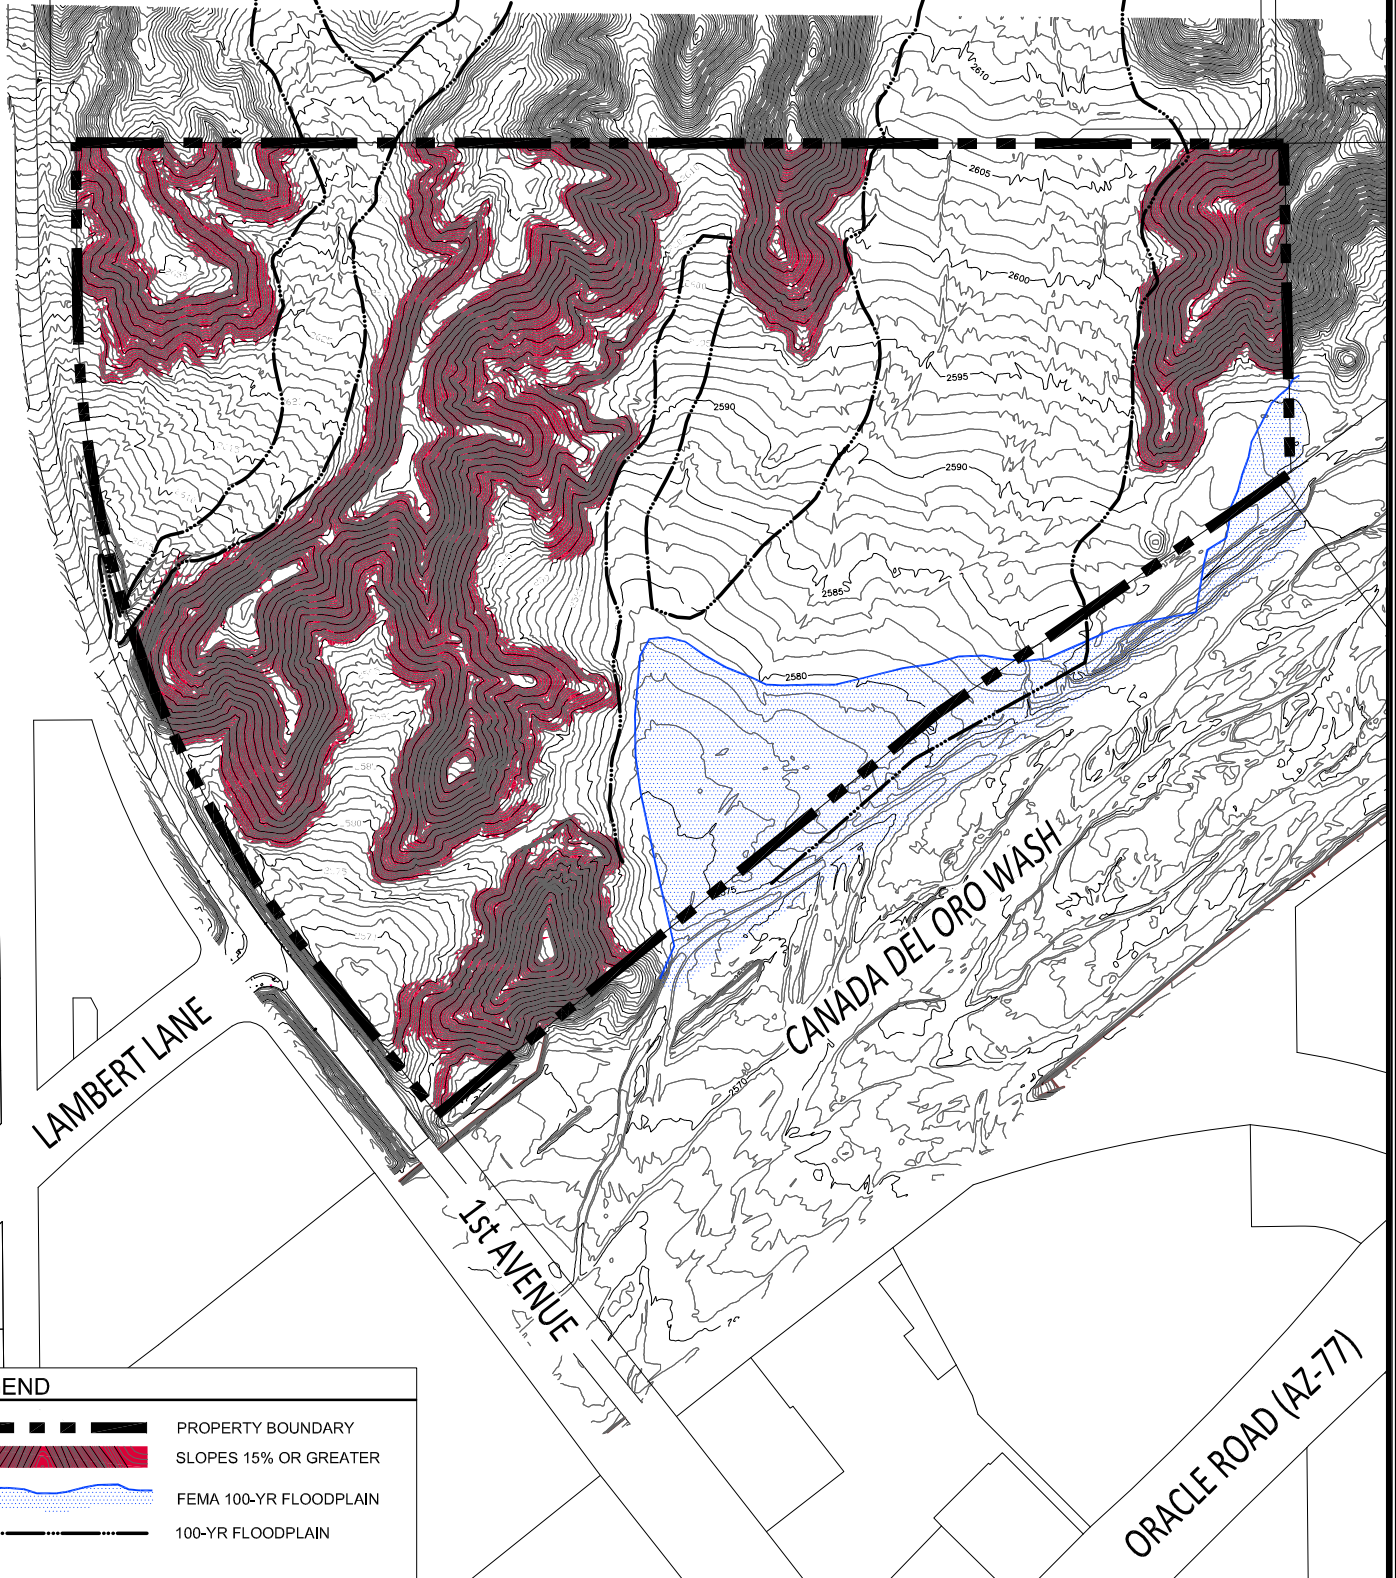 2610
2605
2600
2595
2590
2590
2585
2580
2570
CANADA DEL ORO WASH
LAMBERT LANE
1st AVENUE
ORACLE ROAD (AZ-77)
END
PROPERTY BOUNDARY
SLOPES 15% OR GREATER
FEMA 100-YR FLOODPLAIN
100-YR FLOODPLAIN